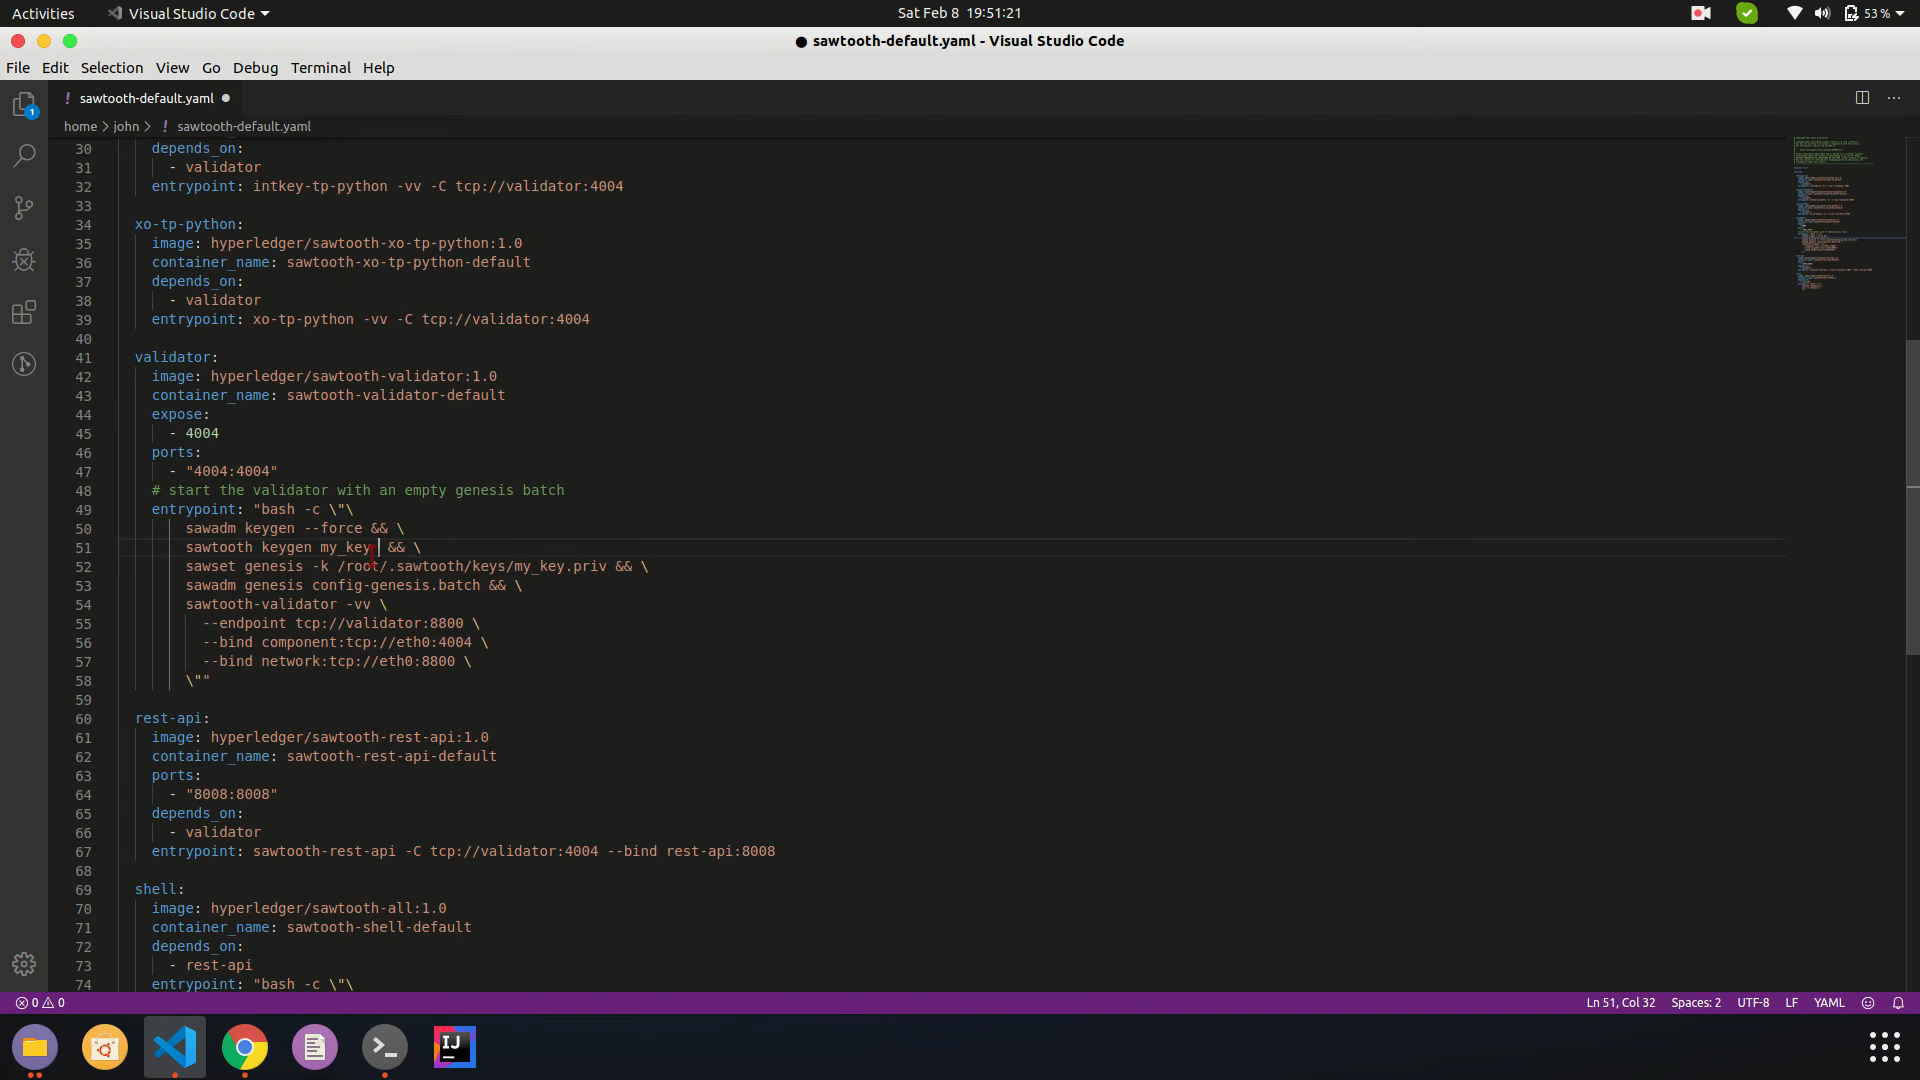 Activities
Visual Studio Code
Sat Feb 8 19:51:21
53 %
● sawtooth-default.yaml - Visual Studio Code
File Edit Selection View Go Debug Terminal Help
1
! sawtooth-default.yaml
home > john > ! sawtooth-default.yaml
30 depends_on:
31 - validator
32 entrypoint: intkey-tp-python -vv -C tcp://validator:4004
33
34 xo-tp-python:
35 image: hyperledger/sawtooth-xo-tp-python:1.0
36 container_name: sawtooth-xo-tp-python-default
37 depends_on:
38 - validator
39 entrypoint: xo-tp-python -vv -C tcp://validator:4004
40
41 validator:
42 image: hyperledger/sawtooth-validator:1.0
43 container_name: sawtooth-validator-default
44 expose:
45 - 4004
46 ports:
47 - "4004:4004"
48 # start the validator with an empty genesis batch
49 entrypoint: "bash -c \"\
50 sawadm keygen --force && \
51 sawtooth keygen my_key  && \
52 sawset genesis -k /root/.sawtooth/keys/my_key.priv && \
53 sawadm genesis config-genesis.batch && \
54 sawtooth-validator -vv \
55 --endpoint tcp://validator:8800 \
56 --bind component:tcp://eth0:4004 \
57 --bind network:tcp://eth0:8800 \
58 \""
59
60 rest-api:
61 image: hyperledger/sawtooth-rest-api:1.0
62 container_name: sawtooth-rest-api-default
63 ports:
64 - "8008:8008"
65 depends_on:
66 - validator
67 entrypoint: sawtooth-rest-api -C tcp://validator:4004 --bind rest-api:8008
68
69 shell:
70 image: hyperledger/sawtooth-all:1.0
71 container_name: sawtooth-shell-default
72 depends_on:
73 - rest-api
74 entrypoint: "bash -c \"\
0 0
Ln 51, Col 32 Spaces: 2 UTF-8 LF YAML
IJ